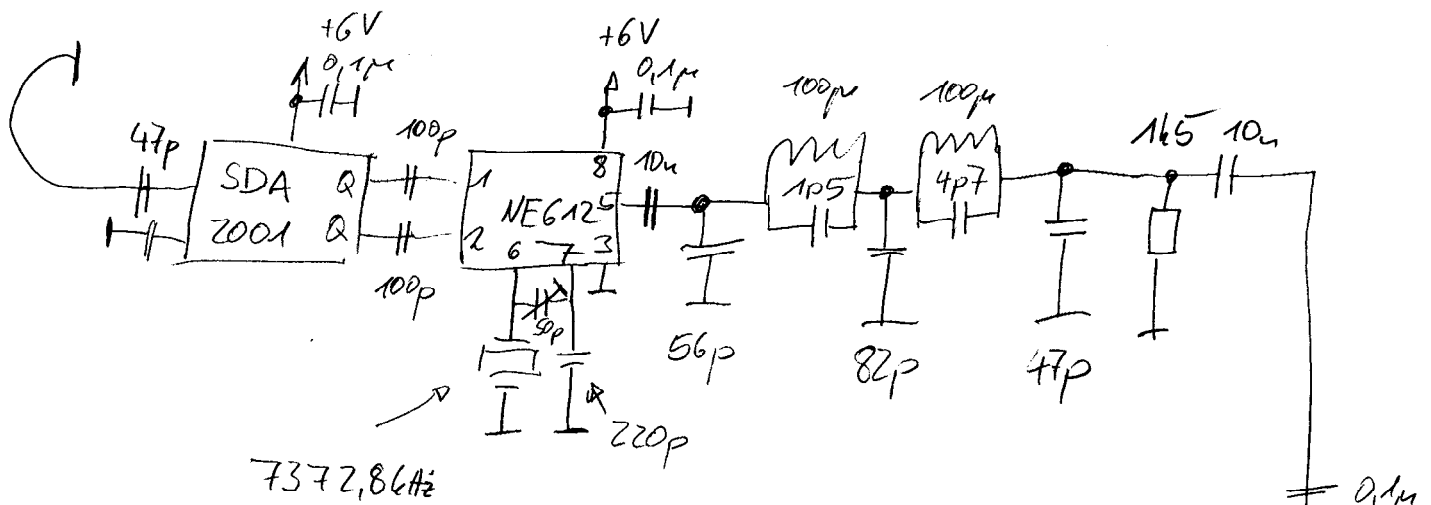 +6V
0,1µ
47p
SDA
2001
Q
Q
100p
100p
+6V
0,1µ
1
2
8
NE612
5
6
7
3
10n
50p
220p
7372,8kHz
56p
100µ
1p5
82p
100µ
4p7
47p
1k5
10n
0,1µ